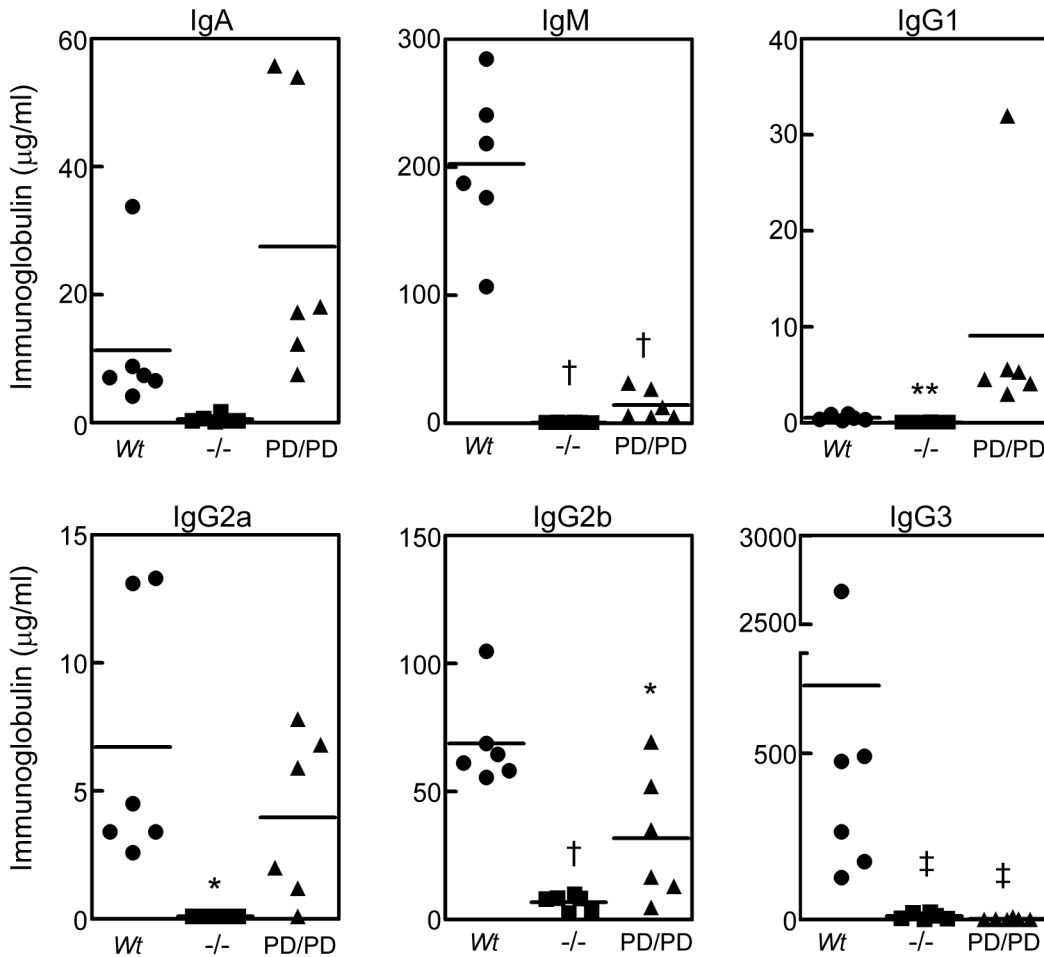 IgA
IgM
IgG1
Immunoglobulin (μg/ml)
60
40
20
0
Wt
-/-
PD/PD
300
200
100
0
†
†
Wt
-/-
PD/PD
40
30
20
10
0
**
Wt
-/-
PD/PD
IgG2a
IgG2b
IgG3
Immunoglobulin (μg/ml)
15
10
5
0
*
Wt
-/-
PD/PD
150
100
50
0
†
*
Wt
-/-
PD/PD
3000
2500
500
0
‡
‡
Wt
-/-
PD/PD